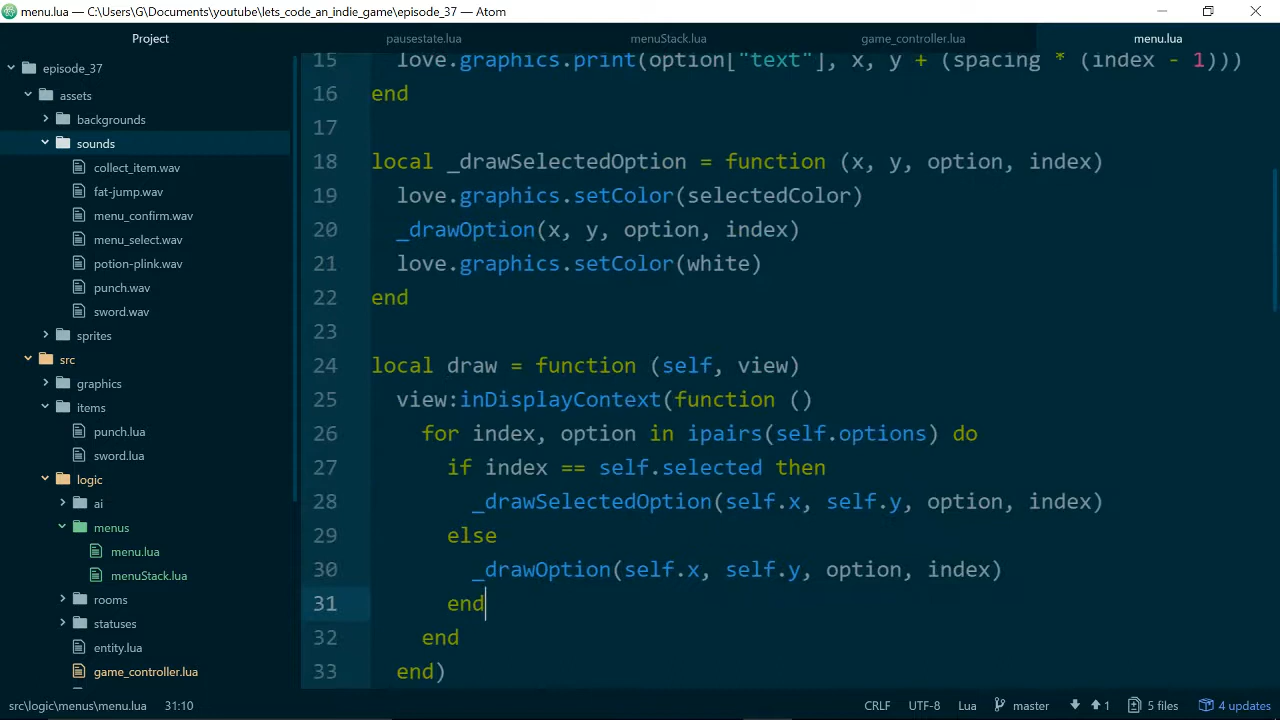 menu.lua — C:\Users\G\Documents\youtube\lets_code_an_indie_game\episode_37 — Atom
Project
pausestate.lua
menuStack.lua
game_controller.lua
menu.lua
episode_37
assets
backgrounds
sounds
collect_item.wav
fat-jump.wav
menu_confirm.wav
menu_select.wav
potion-plink.wav
punch.wav
sword.wav
sprites
src
graphics
items
punch.lua
sword.lua
logic
ai
menus
menu.lua
menuStack.lua
rooms
statuses
entity.lua
game_controller.lua
15 love.graphics.print(option["text"], x, y + (spacing * (index - 1)))
16 end
17
18 local _drawSelectedOption = function (x, y, option, index)
19 love.graphics.setColor(selectedColor)
20 _drawOption(x, y, option, index)
21 love.graphics.setColor(white)
22 end
23
24 local draw = function (self, view)
25 view:inDisplayContext(function ()
26 for index, option in ipairs(self.options) do
27 if index == self.selected then
28 _drawSelectedOption(self.x, self.y, option, index)
29 else
30 _drawOption(self.x, self.y, option, index)
31 end
32 end
33 end)
src\logic\menus\menu.lua 31:10 CRLF UTF-8 Lua master 1 5 files 4 updates